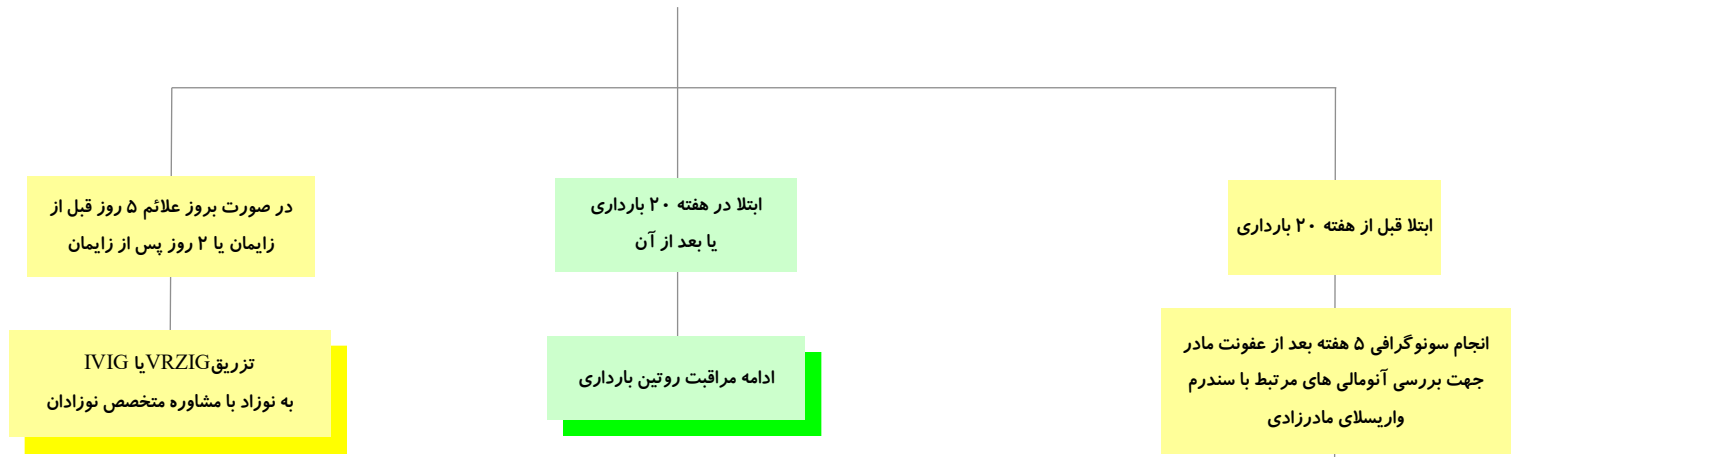 ابتلا قبل از هفته ۲۰ بارداری
انجام سونوگرافی ۵ هفته بعد از عفونت مادر
جهت بررسی آنومالی های مرتبط با سندرم
واریسلای مادرزادی
ابتلا در هفته ۲۰ بارداری
یا بعد از آن
ادامه مراقبت روتین بارداری
در صورت بروز علائم ۵ روز قبل از
زایمان یا ۲ روز پس از زایمان
تزریقVRZIGیا IVIG
به نوزاد با مشاوره متخصص نوزادان